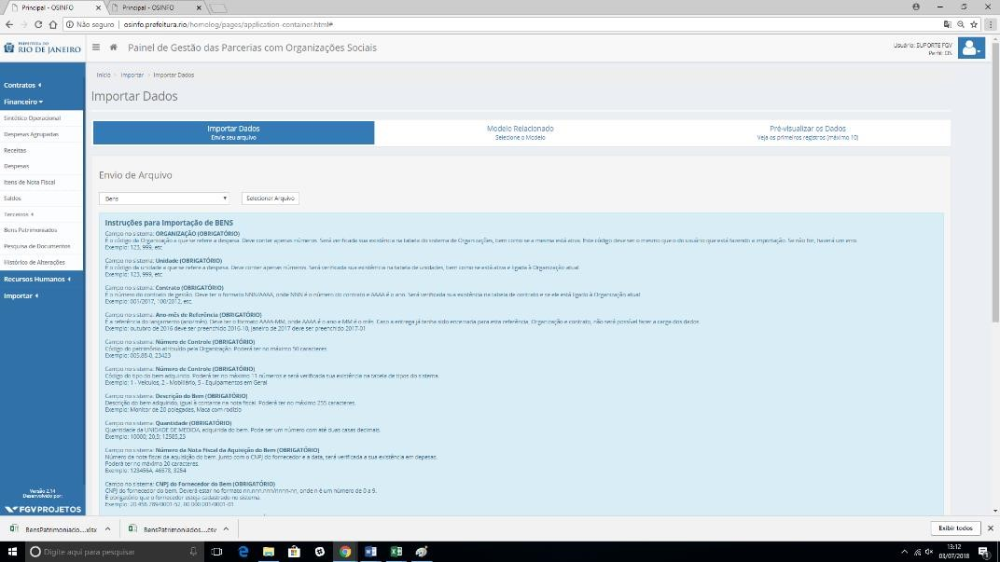 Principal - OSINFO
Principal - OSINFO
Não seguro | osinfo.prefeitura.rio/homolog/pages/application-container.html#
PREFEITURA DO
RIO DE JANEIRO
Painel de Gestão das Parcerias com Organizações Sociais
Usuário: SUPORTE FGV
Perfil: OS
Contratos
Financeiro
Sintético Operacional
Despesas Agrupadas
Receitas
Despesas
Itens de Nota Fiscal
Saldos
Terceiros
Bens Patrimoniados
Pesquisa de Documentos
Histórico de Alterações
Recursos Humanos
Importar
Versão 2.14
Desenvolvido por:
FGV PROJETOS
Início > Importar > Importar Dados
Importar Dados
Importar Dados
Envie seu arquivo
Modelo Relacionado
Selecione o Modelo
Pré-visualizar os Dados
Veja os primeiros registros (máximo 10)
Envio de Arquivo
Bens
Selecionar Arquivo
Instruções para Importação de BENS
Campo no sistema: ORGANIZAÇÃO (OBRIGATÓRIO)
É o código da Organização a que se refere a despesa. Deve conter apenas números. Será verificada sua existência na tabela do sistema de Organizações, bem como se a mesma está ativa. Este código deve ser o mesmo que o do usuário que está fazendo a importação. Se não for, haverá um erro.
Exemplo: 123, 999, etc
Campo no sistema: Unidade (OBRIGATÓRIO)
É o código da unidade a que se refere a despesa. Deve conter apenas números. Será verificada sua existência na tabela de unidades, bem como se está ativa e ligada à Organização atual
Exemplo: 123, 999, etc
Campo no sistema: Contrato (OBRIGATÓRIO)
É o número do contrato de gestão. Deve ter o formato NNN/AAAA, onde NNN é o número do contrato e AAAA é o ano. Será verificada sua existência na tabela de contrato e se ele está ligado à Organização atual
Exemplo: 001/2017, 100/2012, etc.
Campo no sistema: Ano-mês de Referência (OBRIGATÓRIO)
É a referência do lançamento (ano/mês). Deve ter o formato AAAA-MM, onde AAAA é o ano e MM é o mês. Caso a entrega já tenha sido encerrada para esta referência, Organização e contrato, não será possível fazer a carga dos dados.
Exemplo: outubro de 2016 deve ser preenchido 2016-10, janeiro de 2017 deve ser preenchido 2017-01
Campo no sistema: Número de Controle (OBRIGATÓRIO)
Código do patrimônio atribuído pela Organização. Poderá ter no máximo 50 caracteres.
Exemplo: 005.88-0, 23423
Campo no sistema: Número de Controle (OBRIGATÓRIO)
Código do tipo do bem adquirido. Poderá ter no máximo 11 números e será verificada sua existência na tabela de tipos do sistema.
Exemplo: 1 - Veículos, 2 - Mobiliário, 5 - Equipamentos em Geral
Campo no sistema: Descrição do Bem (OBRIGATÓRIO)
Descrição do bem adquirido, igual à contante na nota fiscal. Poderá ter no máximo 255 caracteres.
Exemplo: Monitor de 20 polegadas, Maca com rodízio
Campo no sistema: Quantidade (OBRIGATÓRIO)
Quantidade da UNIDADE DE MEDIDA, adquirida do bem. Pode ser um número com até duas casas decimais.
Exemplo: 10000; 20,5; 12585,23
Campo no sistema: Número da Nota Fiscal da Aquisição do Bem (OBRIGATÓRIO)
Número da nota fiscal da aquisição do bem. Junto com o CNPJ do fornecedor e a data, será verificada a sua existência em despesas.
Poderá ter no máximo 20 caracteres.
Exemplo: 123456A, 46578, 3254
Campo no sistema: CNPJ do Fornecedor do Bem (OBRIGATÓRIO)
CNPJ do fornecedor do bem. Deverá estar no formato nn.nnn.nnn/nnnn-nn, onde n é um número de 0 a 9.
É obrigatório que o fornecedor esteja cadastrado no sistema.
Exemplo: 20.456.789/0001-52, 00.000.001/0001-01
BensPatrimoniado....xlsx
BensPatrimoniados....csv
Exibir todos
Digite aqui para pesquisar
13:12
03/07/2018